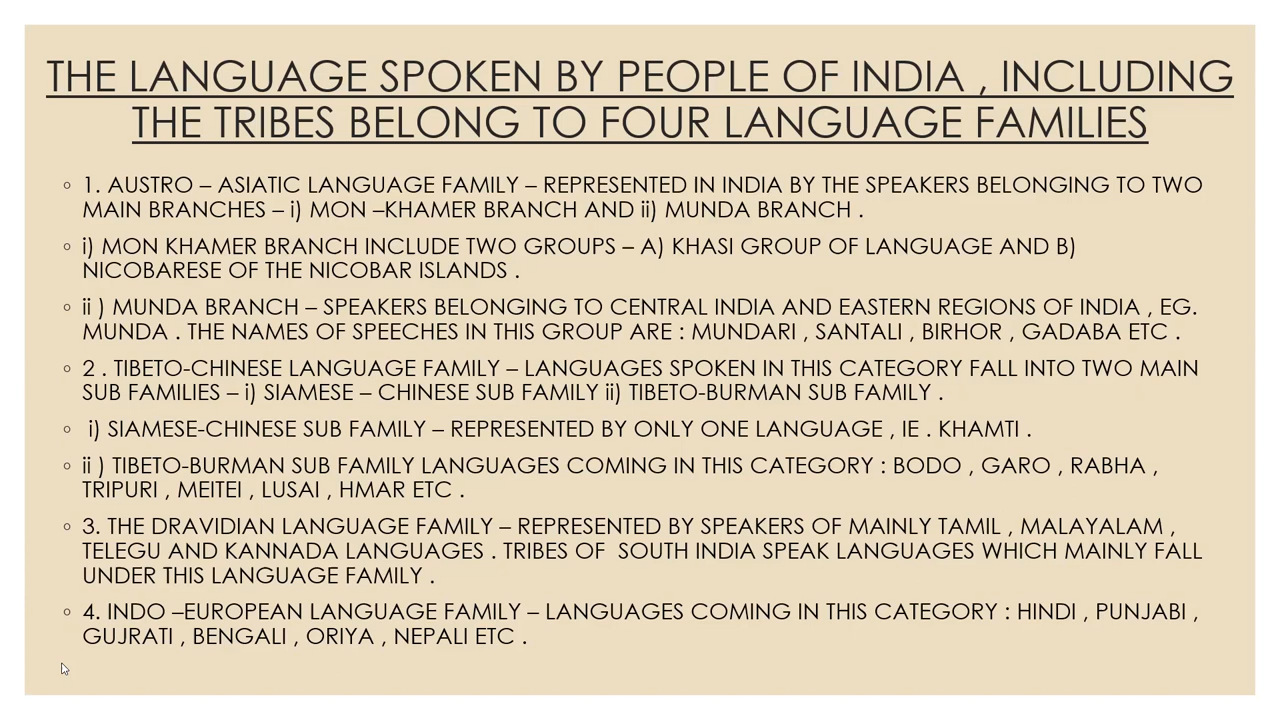 THE LANGUAGE SPOKEN BY PEOPLE OF INDIA , INCLUDING
THE TRIBES BELONG TO FOUR LANGUAGE FAMILIES
◦ 1. AUSTRO – ASIATIC LANGUAGE FAMILY – REPRESENTED IN INDIA BY THE SPEAKERS BELONGING TO TWO
MAIN BRANCHES – i) MON –KHAMER BRANCH AND ii) MUNDA BRANCH .
◦ i) MON KHAMER BRANCH INCLUDE TWO GROUPS – A) KHASI GROUP OF LANGUAGE AND B)
NICOBARESE OF THE NICOBAR ISLANDS .
◦ ii ) MUNDA BRANCH – SPEAKERS BELONGING TO CENTRAL INDIA AND EASTERN REGIONS OF INDIA , EG.
MUNDA . THE NAMES OF SPEECHES IN THIS GROUP ARE : MUNDARI , SANTALI , BIRHOR , GADABA ETC .
◦ 2 . TIBETO-CHINESE LANGUAGE FAMILY – LANGUAGES SPOKEN IN THIS CATEGORY FALL INTO TWO MAIN
SUB FAMILIES – i) SIAMESE – CHINESE SUB FAMILY ii) TIBETO-BURMAN SUB FAMILY .
◦ i) SIAMESE-CHINESE SUB FAMILY – REPRESENTED BY ONLY ONE LANGUAGE , IE . KHAMTI .
◦ ii ) TIBETO-BURMAN SUB FAMILY LANGUAGES COMING IN THIS CATEGORY : BODO , GARO , RABHA ,
TRIPURI , MEITEI , LUSAI , HMAR ETC .
◦ 3. THE DRAVIDIAN LANGUAGE FAMILY – REPRESENTED BY SPEAKERS OF MAINLY TAMIL , MALAYALAM ,
TELEGU AND KANNADA LANGUAGES . TRIBES OF SOUTH INDIA SPEAK LANGUAGES WHICH MAINLY FALL
UNDER THIS LANGUAGE FAMILY .
◦ 4. INDO –EUROPEAN LANGUAGE FAMILY – LANGUAGES COMING IN THIS CATEGORY : HINDI , PUNJABI ,
GUJRATI , BENGALI , ORIYA , NEPALI ETC .